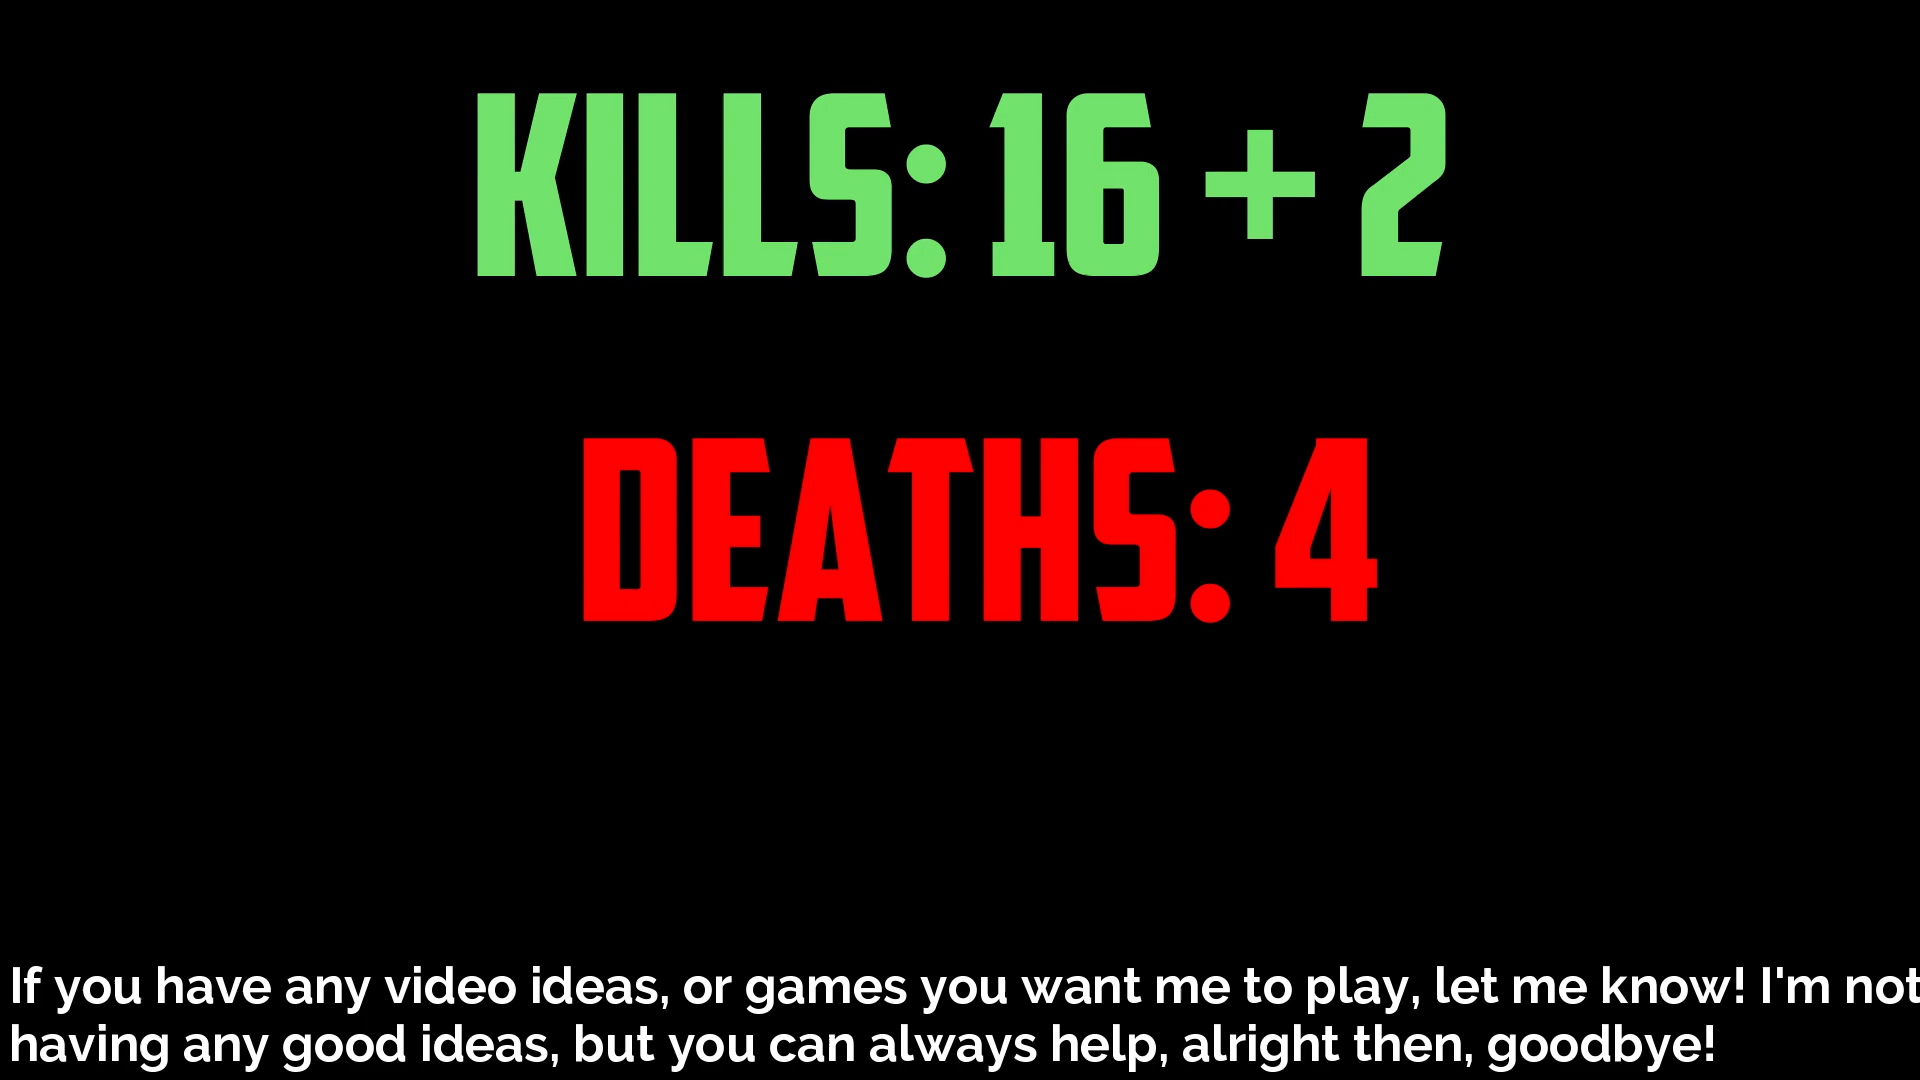 KILLS: 16 + 2
DEATHS: 4
If you have any video ideas, or games you want me to play, let me know! I'm not
having any good ideas, but you can always help, alright then, goodbye!